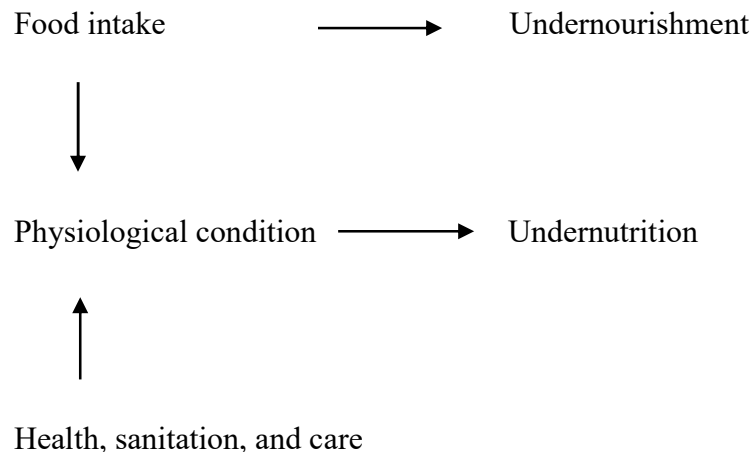 Food intake
Undernourishment
Physiological condition
Undernutrition
Health, sanitation, and care